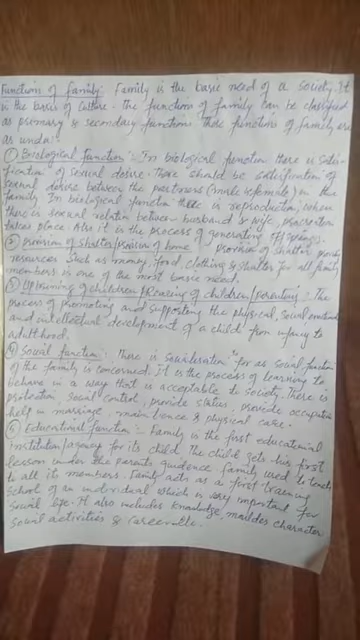 Functions of family: Family is the basic need of a society. It
is the basis of culture. The functions of family can be classified
as primary & secondary functions. These functions of family are
as under:-
① Biological function:- In biological function there is satis-
fication of sexual desire. There should be satisfication of
sexual desire between the partners (male & female) in the
family. In biological function there is reproduction; when
there is sexual relation between husband & wife, procreation
takes place. Also it is the process of generating offsprings.
② provision of shelter/provision of home:- provision of shelter, provide
resources such as money, food, clothing & shelter for all family
members is one of the most basic need.
③ Upbringing of children/Rearing of children/parenting:- The
process of promoting and supporting the physical, social emotional
and intellectual development of a child from infancy to
adulthood.
④ Social function:- There is socialisation for as social function
of the family is concerned. It is the process of learning to
behave in a way that is acceptable to society. There is
protection, social control, provide status, provide occupation
help in marriage, maintenance & physical care.
⑤ Educational function:- Family is the first educational
institution/agency for its child. The child gets his first
lesson under the parents guidence. Family used to teach
to all its members. Family acts as a first training
school of an individual which is very important for
social life. It also includes knowledge, character
social activities &